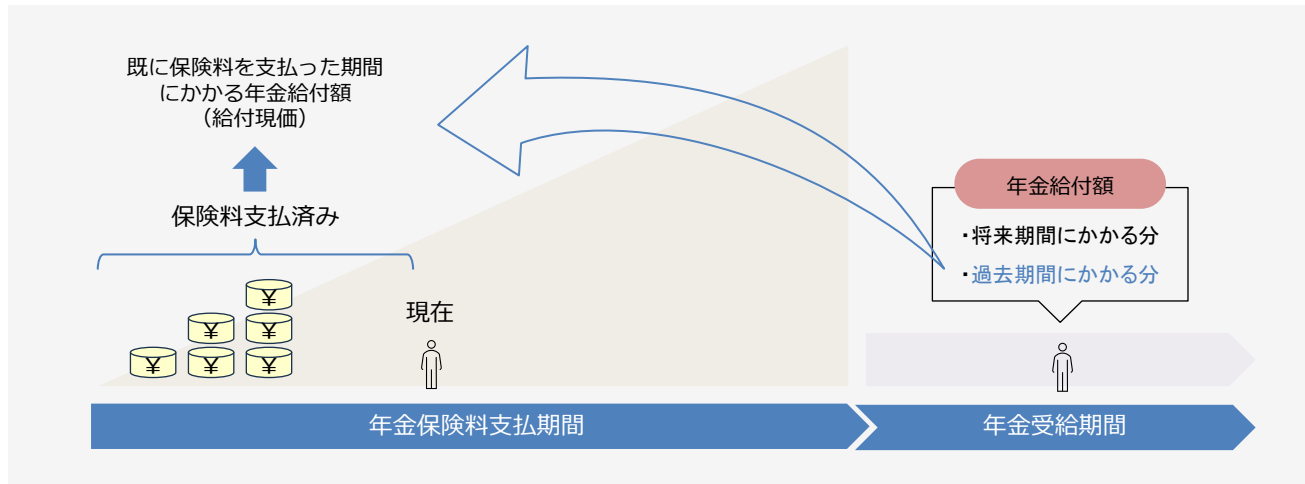 既に保険料を支払った期間
にかかる年金給付額
（給付現価）
保険料支払済み
¥
¥
¥
¥
¥
¥
現在
年金給付額
・将来期間にかかる分
・過去期間にかかる分
年金保険料支払期間
年金受給期間